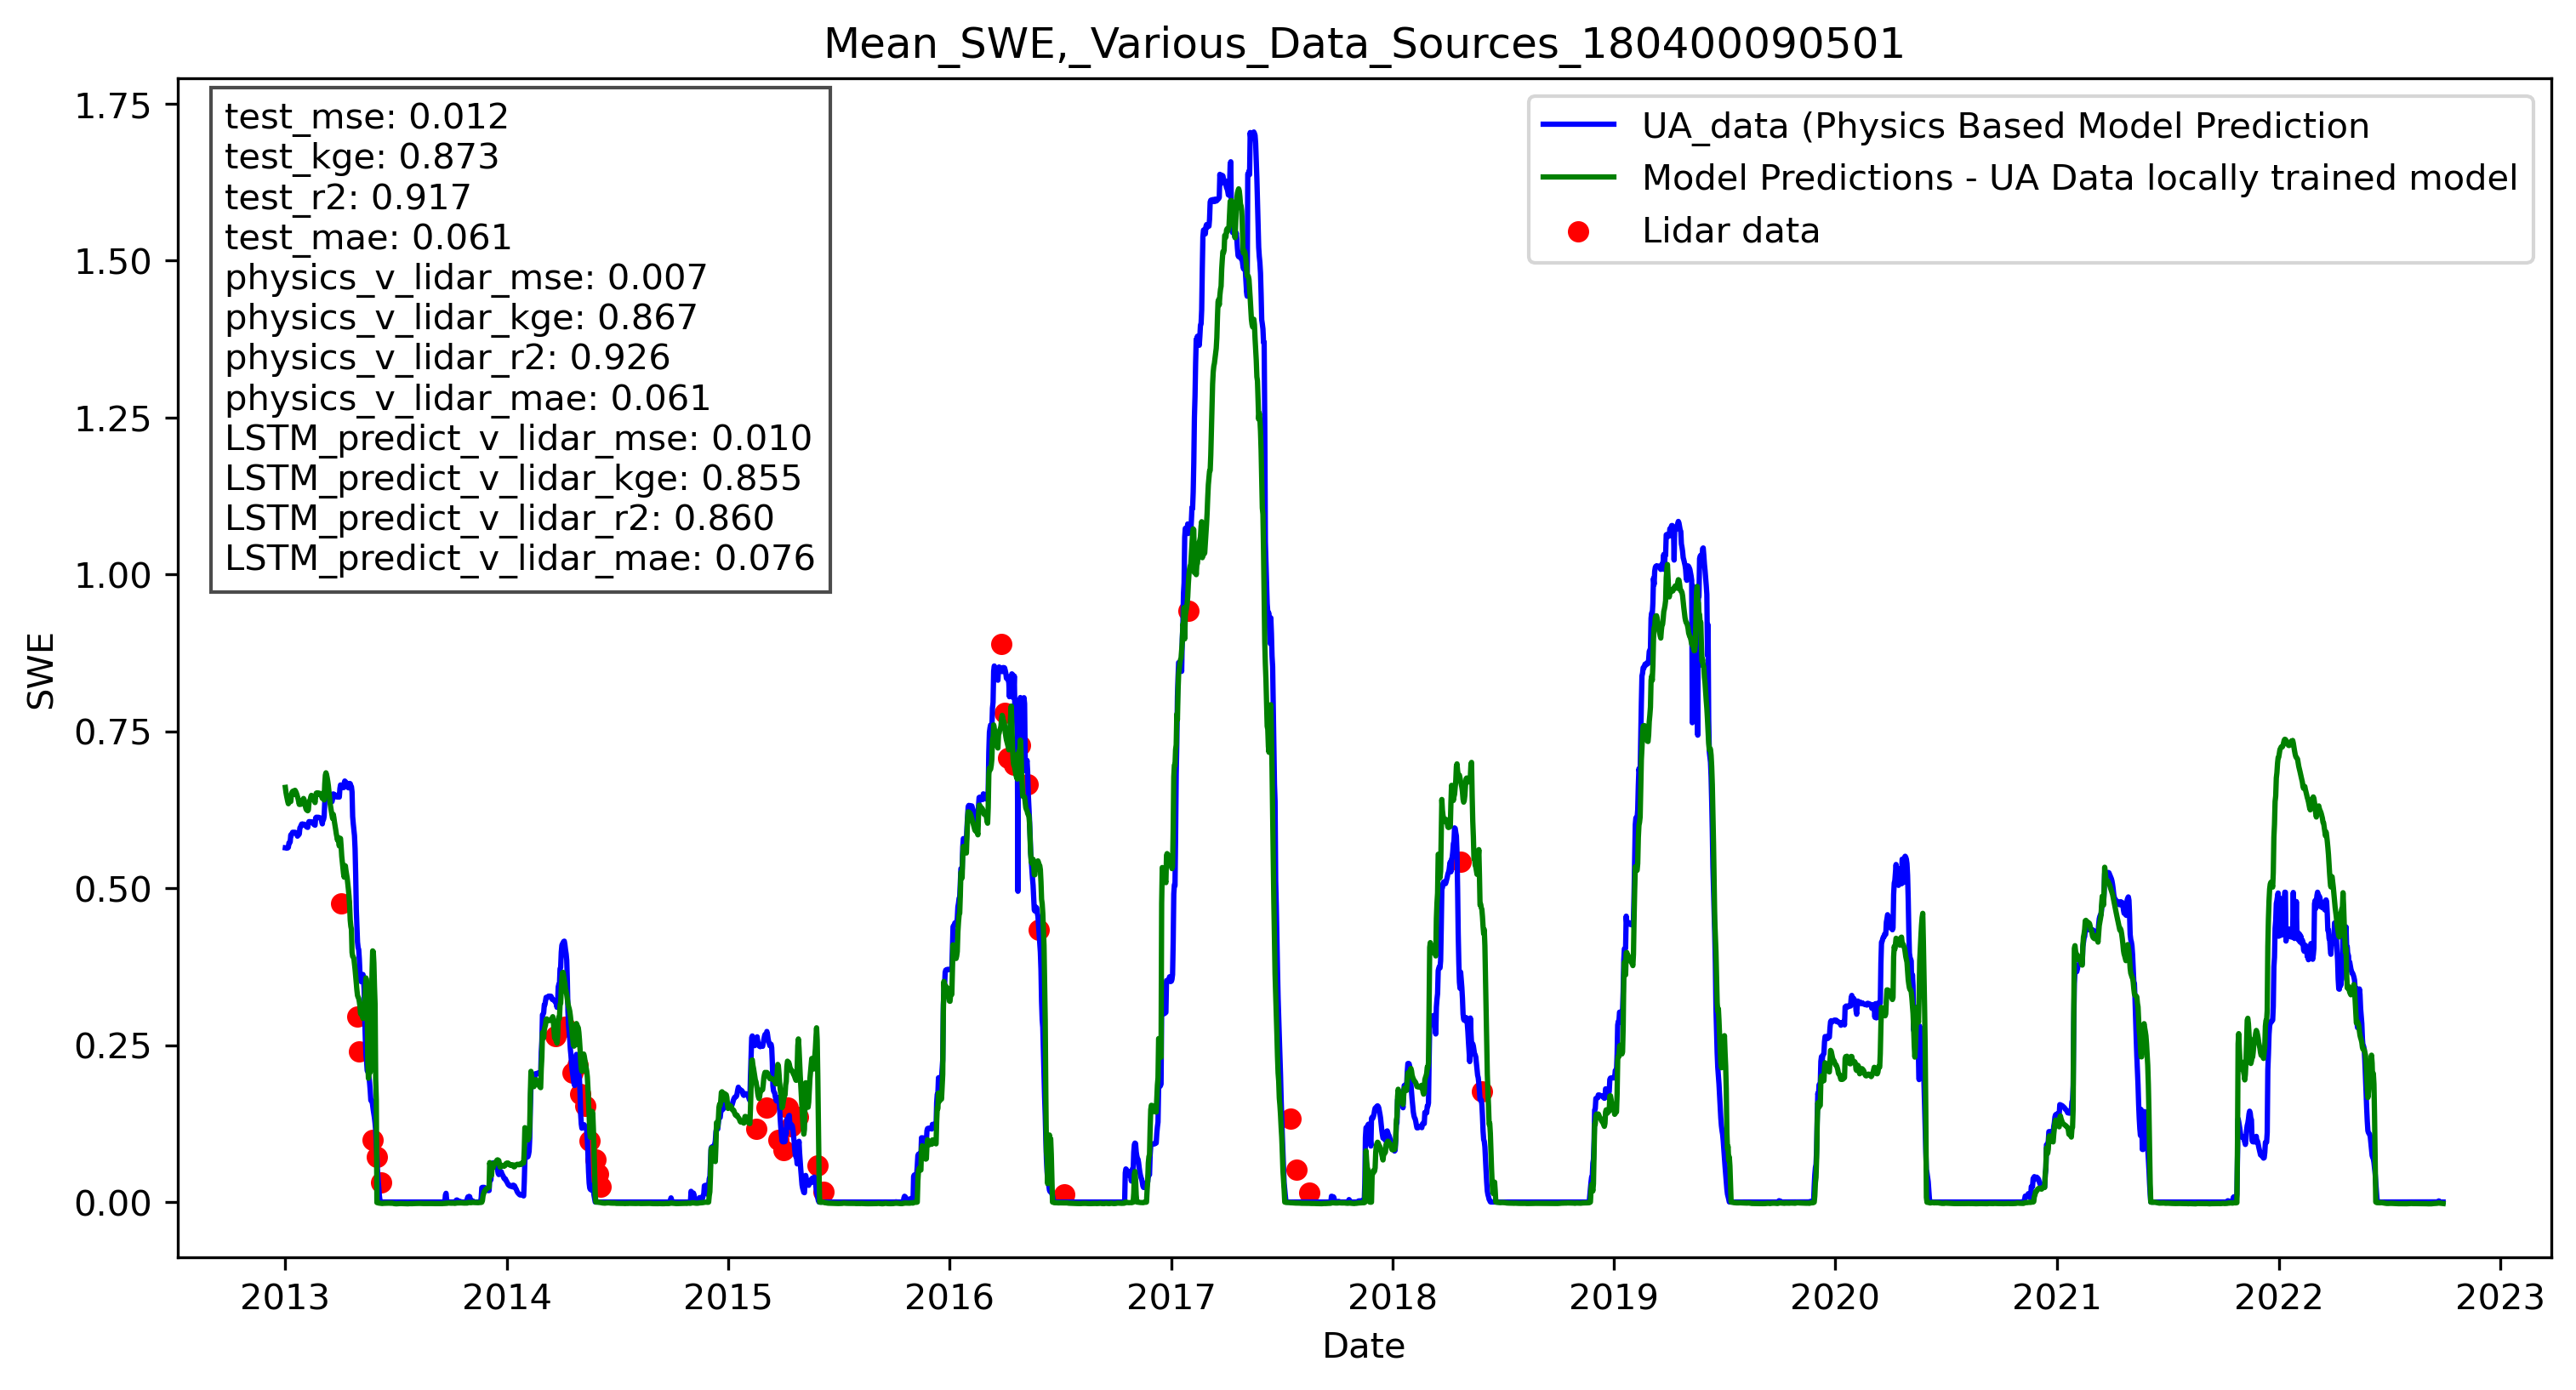 Mean_SWE,_Various_Data_Sources_180400090501
test_mse: 0.012
test_kge: 0.873
test_r2: 0.917
test_mae: 0.061
physics_v_lidar_mse: 0.007
physics_v_lidar_kge: 0.867
physics_v_lidar_r2: 0.926
physics_v_lidar_mae: 0.061
LSTM_predict_v_lidar_mse: 0.010
LSTM_predict_v_lidar_kge: 0.855
LSTM_predict_v_lidar_r2: 0.860
LSTM_predict_v_lidar_mae: 0.076
UA_data (Physics Based Model Prediction
Model Predictions - UA Data locally trained model
Lidar data
SWE
1.75
1.50
1.25
1.00
0.75
0.50
0.25
0.00
2013 2014 2015 2016 2017 2018 2019 2020 2021 2022 2023
Date